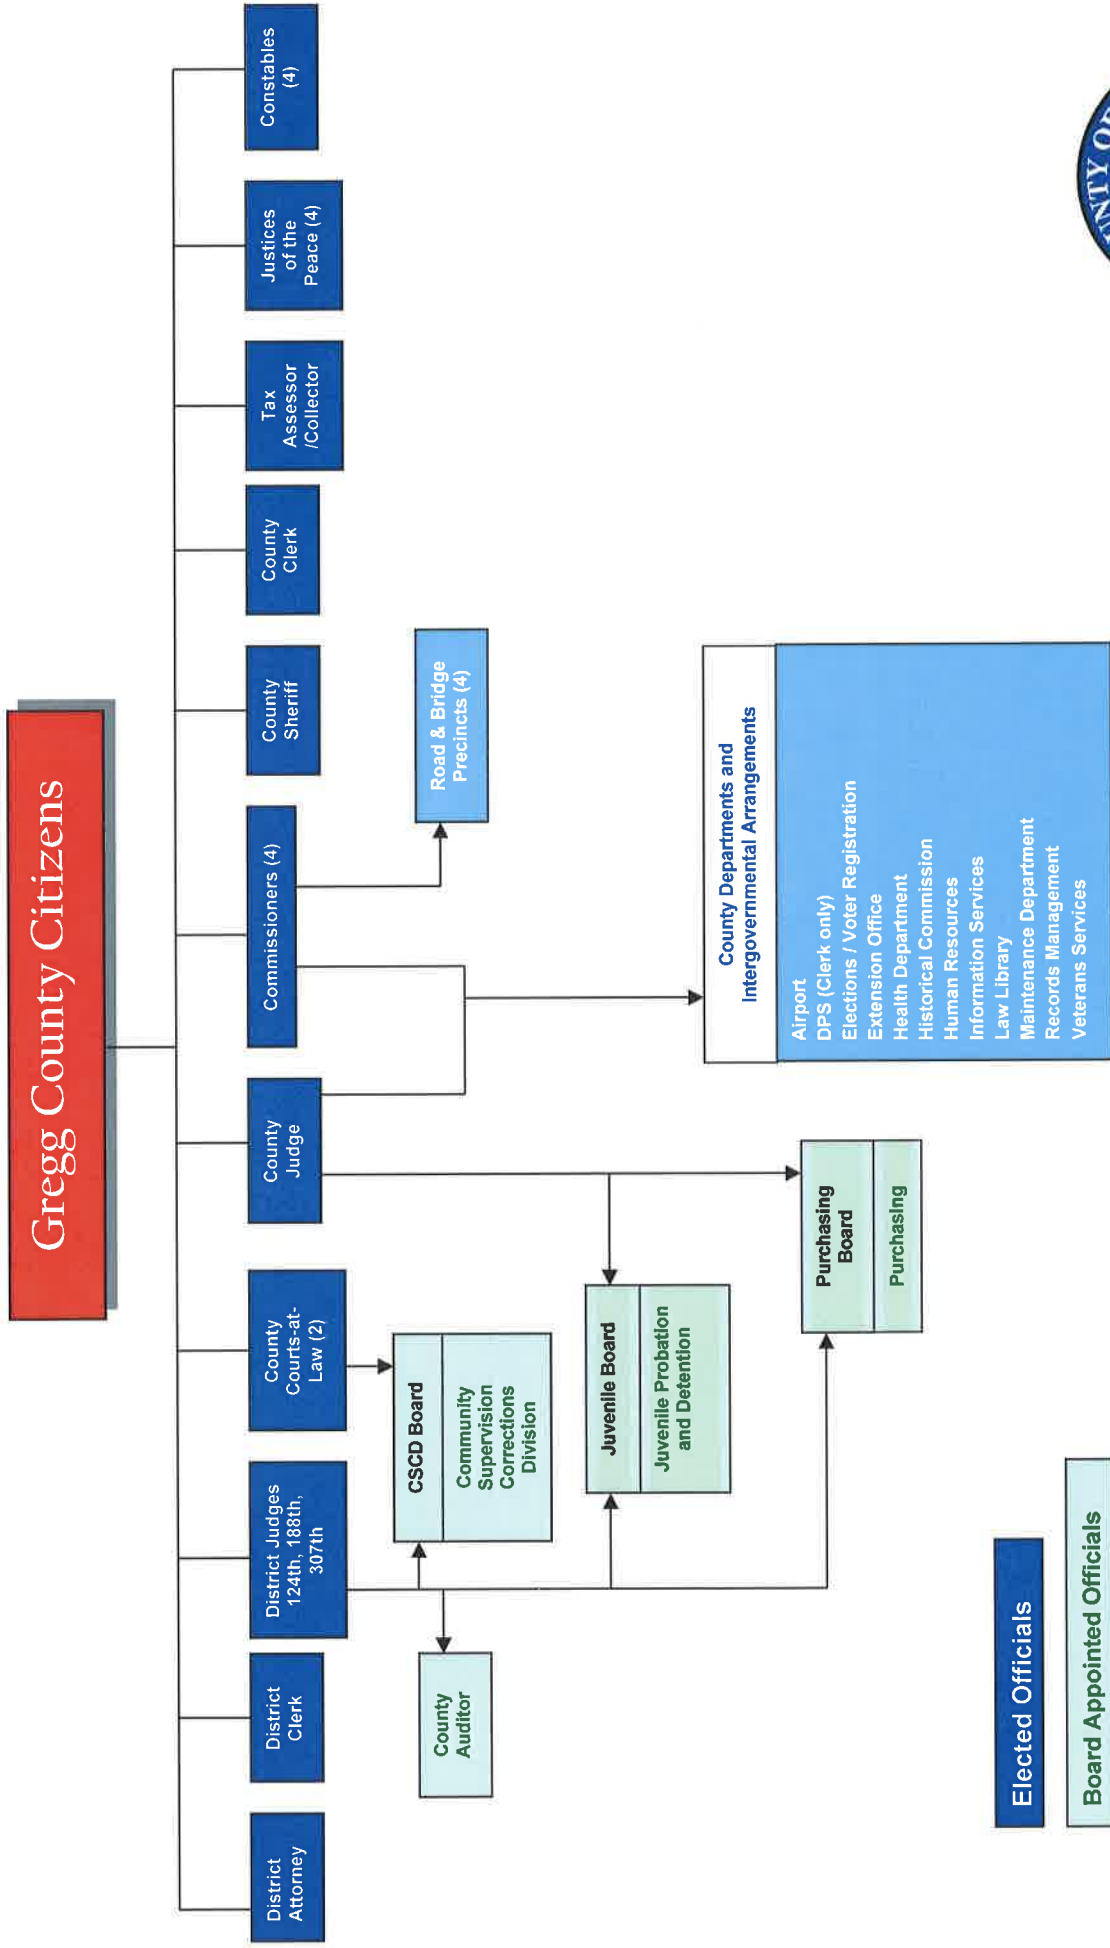 Gregg County Citizens
District
Attorney
District
Clerk
District Judges
124th, 188th,
307th
County
Courts-at-
Law (2)
County
Judge
Commissioners (4)
County
Sheriff
County
Clerk
Tax
Assessor
/Collector
Justices
of the
Peace (4)
Constables
(4)
County
Auditor
CSCD Board
Community
Supervision
Corrections
Division
Road & Bridge
Precincts (4)
Juvenile Board
Juvenile Probation
and Detention
Purchasing
Board
Purchasing
County Departments and
Intergovernmental Arrangements
Airport
DPS (Clerk only)
Elections / Voter Registration
Extension Office
Health Department
Historical Commission
Human Resources
Information Services
Law Library
Maintenance Department
Records Management
Veterans Services
Elected Officials
Board Appointed Officials